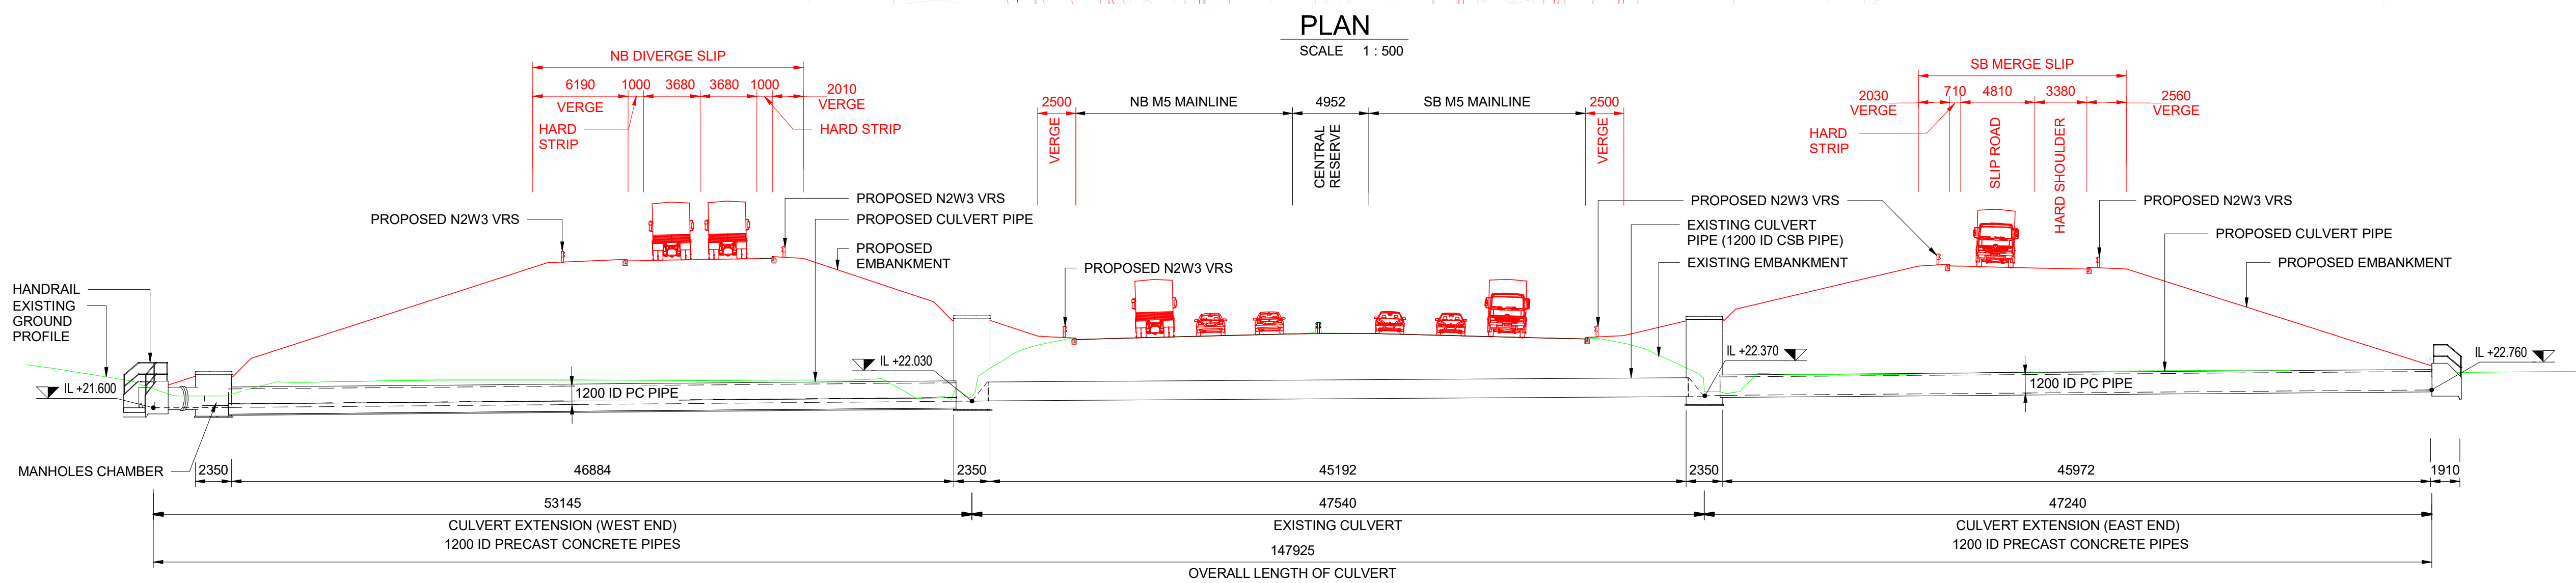 PLAN
SCALE 1 : 500
NB DIVERGE SLIP
6190 1000 3680 3680 1000 2010
VERGE VERGE
HARD
STRIP
HARD STRIP
2500 NB M5 MAINLINE 4952 SB M5 MAINLINE 2500
VERGE
CENTRAL
RESERVE
VERGE
SB MERGE SLIP
2030 710 4810 3380 2560
VERGE VERGE
HARD
STRIP
SLIP ROAD
HARD SHOULDER
PROPOSED N2W3 VRS
PROPOSED N2W3 VRS
PROPOSED CULVERT PIPE
PROPOSED
EMBANKMENT
PROPOSED N2W3 VRS
PROPOSED N2W3 VRS
EXISTING CULVERT
PIPE (1200 ID CSB PIPE)
EXISTING EMBANKMENT
PROPOSED N2W3 VRS
PROPOSED CULVERT PIPE
PROPOSED EMBANKMENT
HANDRAIL
EXISTING
GROUND
PROFILE
IL +21.600
IL +22.030
IL +22.370
IL +22.760
1200 ID PC PIPE
1200 ID PC PIPE
MANHOLES CHAMBER
2350 46884 2350 45192 2350 45972 1910
53145 47540 47240
CULVERT EXTENSION (WEST END) EXISTING CULVERT CULVERT EXTENSION (EAST END)
1200 ID PRECAST CONCRETE PIPES 1200 ID PRECAST CONCRETE PIPES
147925
OVERALL LENGTH OF CULVERT